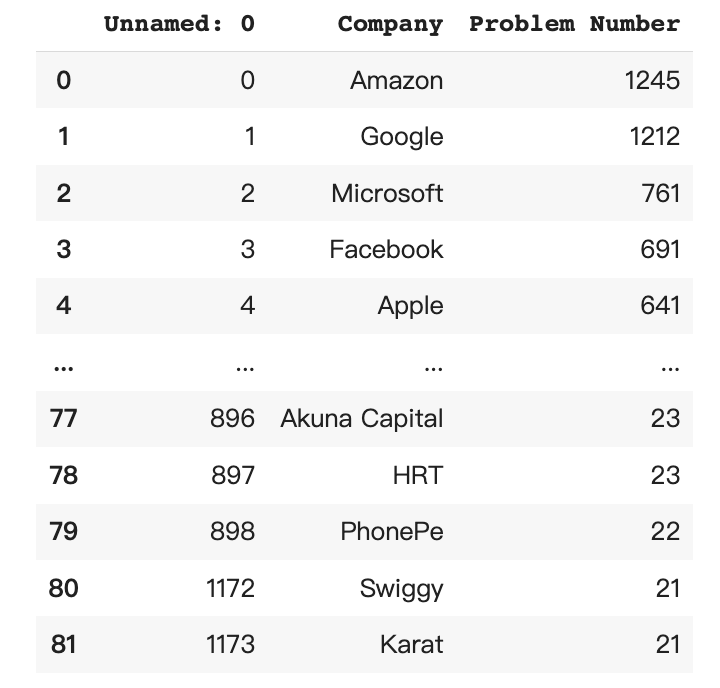 Unnamed: 0 Company Problem Number
0 0 Amazon 1245
1 1 Google 1212
2 2 Microsoft 761
3 3 Facebook 691
4 4 Apple 641
... ... ... ...
77 896 Akuna Capital 23
78 897 HRT 23
79 898 PhonePe 22
80 1172 Swiggy 21
81 1173 Karat 21